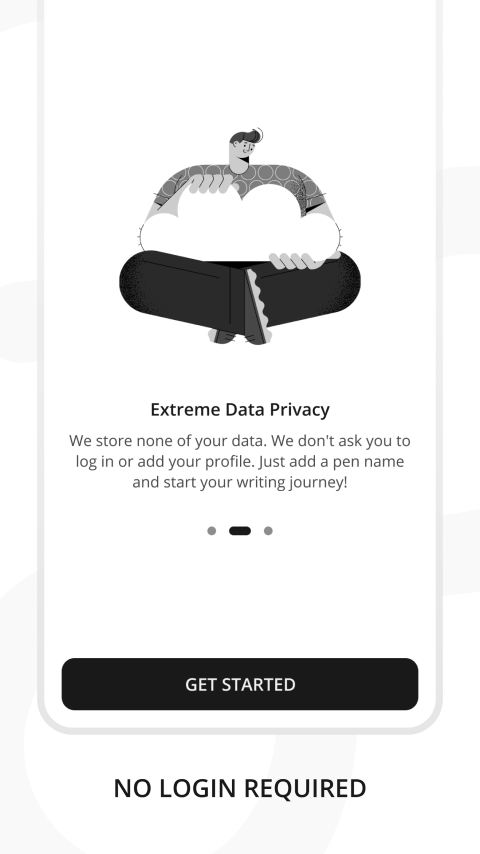 Extreme Data Privacy
We store none of your data. We don't ask you to
log in or add your profile. Just add a pen name
and start your writing journey!
GET STARTED
NO LOGIN REQUIRED